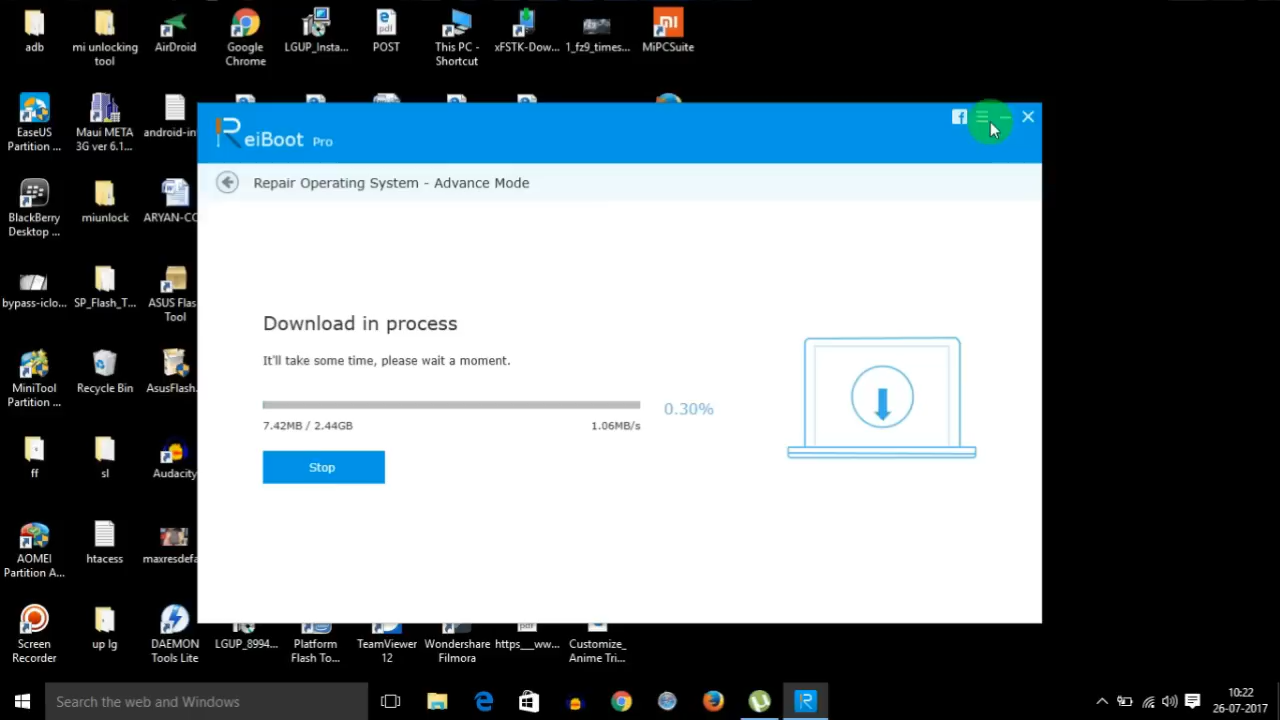 adb
mi unlocking
tool
AirDroid
Google
Chrome
LGUP_Insta...
POST
This PC -
Shortcut
xFSTK-Dow...
1_fz9_times...
MiPCSuite
EaseUS
Partition ...
Maui META
3G ver 6.1...
android-in
BlackBerry
Desktop ...
miunlock
ARYAN-CO
bypass-iclo...
SP_Flash_T...
ASUS Flas
Tool
MiniTool
Partition ...
Recycle Bin
AsusFlash.
ff
sl
Audacity
AOMEI
Partition A...
htacess
maxresdefa
Screen
Recorder
up lg
DAEMON
Tools Lite
LGUP_8994...
Platform
Flash To...
TeamViewer
12
Wondershare
Filmora
https___ww...
Customize_
Anime Tri...
ReiBoot Pro
Repair Operating System - Advance Mode
Download in process
It'll take some time, please wait a moment.
0.30%
7.42MB / 2.44GB
1.06MB/s
Stop
Search the web and Windows
10:22
26-07-2017